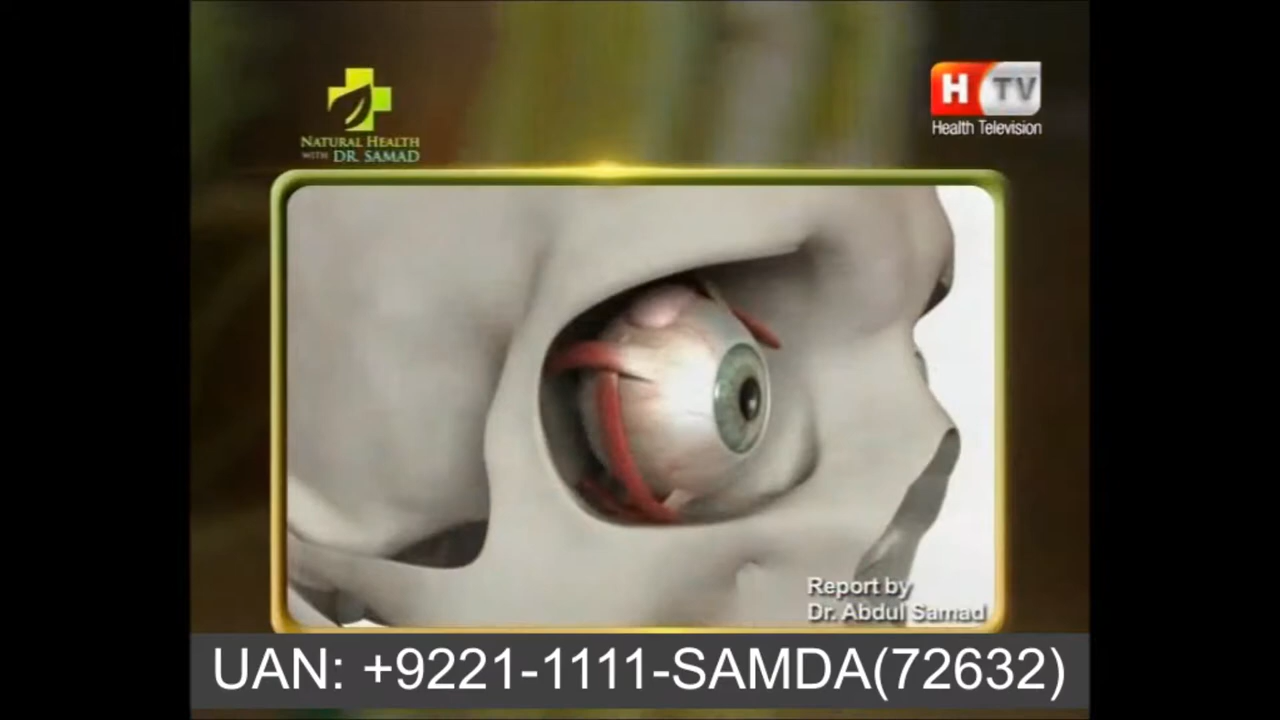 NATURAL HEALTH
WITH DR. SAMAD
H TV
Health Television
Report by
Dr. Abdul Samad
UAN: +9221-1111-SAMDA(72632)